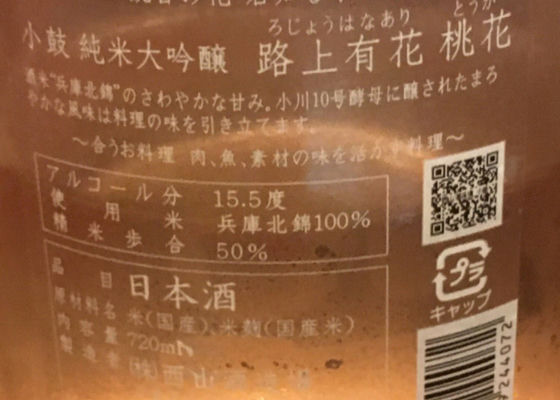 ろじょうはなあり とうか
小鼓 純米大吟醸 路上有花 桃花
酒米"兵庫北錦"のさわやかな甘み。小川10号酵母に醸されたまろ
やかな風味は料理の味を引き立てます。
～合うお料理 肉、魚、素材の味を活かす料理～
アルコール分 15.5度
使用米 兵庫北錦100%
精米歩合 50%
品目 日本酒
原材料名 米(国産)、米麹(国産米)
内容量 720ml
製造者 (株)西山
プラ
キャップ
244072